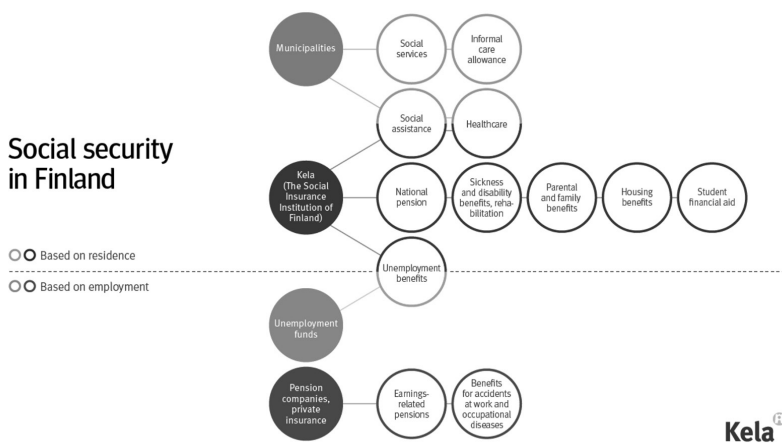 Social security
in Finland
Based on residence
Based on employment
Municipalities
Social
services
Informal
care
allowance
Social
assistance
Healthcare
Kela
(The Social
Insurance
Institution of
Finland)
National
pension
Sickness
and disability
benefits, reha-
bilitation
Parental
and family
benefits
Housing
benefits
Student
financial aid
Unemployment
benefits
Unemployment
funds
Pension
companies,
private
insurance
Earnings-
related
pensions
Benefits
for accidents
at work and
occupational
diseases
Kela